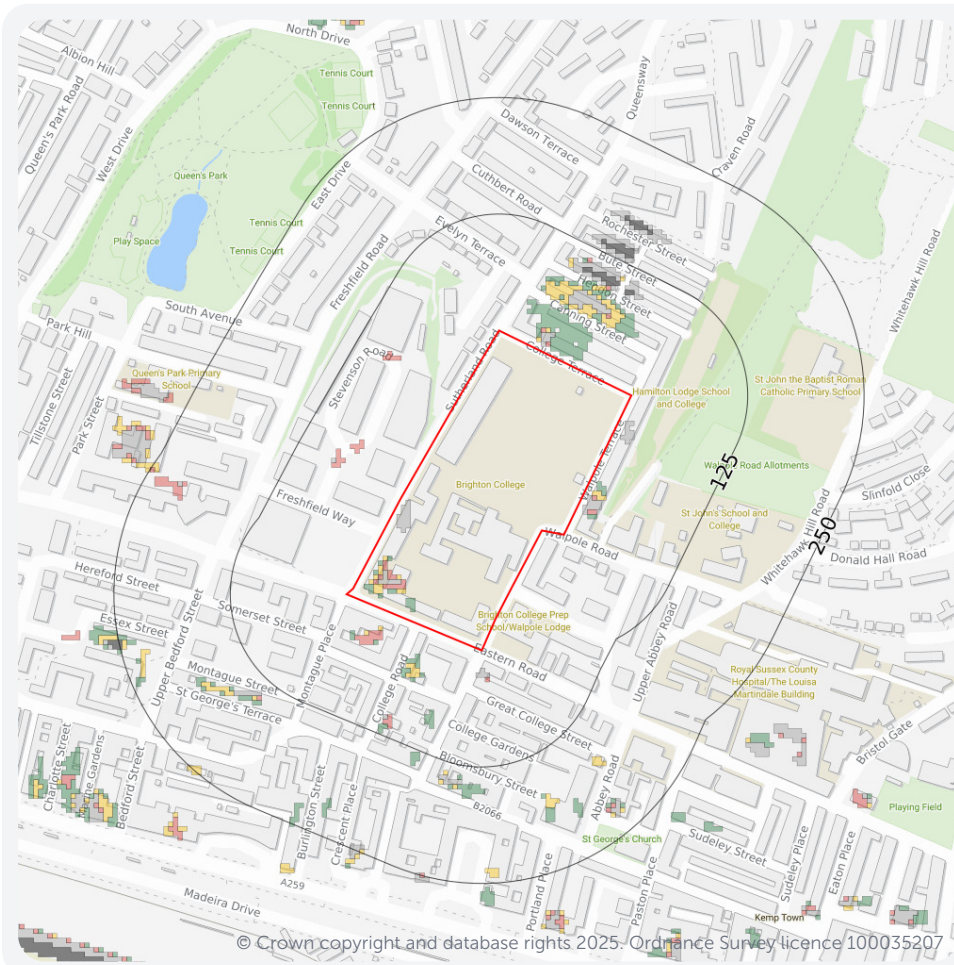 North Drive
Albion Hill
Queen's Park Road
West Drive
Tennis Court
Tennis Court
Queensway
Dawson Terrace
Craven Road
Queen's Park
Cuthbert Road
East Drive
Tennis Court
Play Space
Tennis Court
Evelyn Terrace
Rochester Street
Bute Street
Freshfield Road
Canning Street
Whitehawk Hill Road
South Avenue
Park Hill
College Terrace
Sutherland Road
Stevenson Road
Queen's Park Primary
School
Tillstone Street
Park Street
Hamilton Lodge School
and College
St John the Baptist Roman
Catholic Primary School
Walpole Terrace
125
Brighton College
Slinfold Close
Freshfield Way
St John's School and
College
Whitehawk Hill Road
250
Walpole Road
Donald Hall Road
Hereford Street
Somerset Street
Essex Street
Brighton College Prep
School/Walpole Lodge
Upper Bedford Street
Montague Place
Eastern Road
Upper Abbey Road
Montague Street
St George's Terrace
College Road
Royal Sussex County
Hospital/The Louisa
Martindale Building
Great College Street
College Gardens
Bristol Gate
Charlotte Street
Bedford Street
Bloomsbury Street
Abbey Road
B2066
Playing Field
Burlington Street
Crescent Place
St George's Church
Sudeley Street
Sudeley Place
Eaton Place
A259
Madeira Drive
Portland Place
Paston Place
Kemp Town
© Crown copyright and database rights 2025. Ordnance Survey licence 100035207